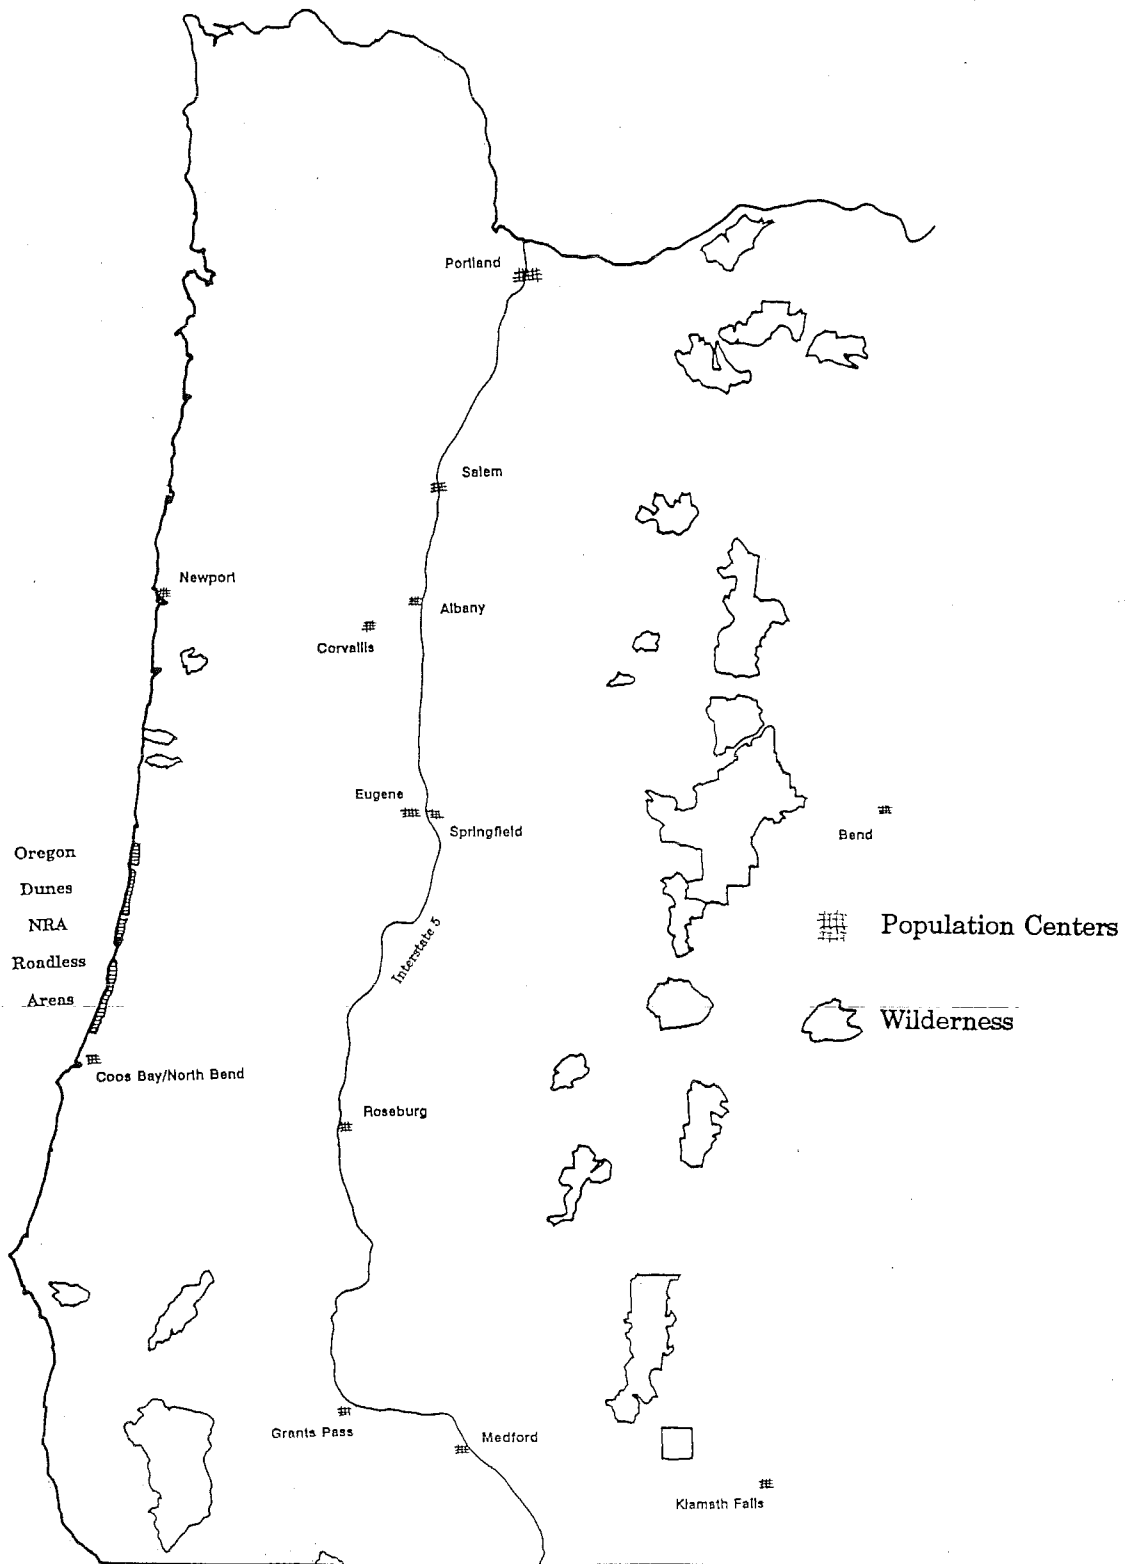 Portland
Salem
Newport
Albany
Corvallis
Eugene
Springfield
Bend
Oregon
Dunes
NRA
Roadless
Areas
Interstate 5
Population Centers
Wilderness
Coos Bay/North Bend
Roseburg
Grants Pass
Medford
Klamath Falls